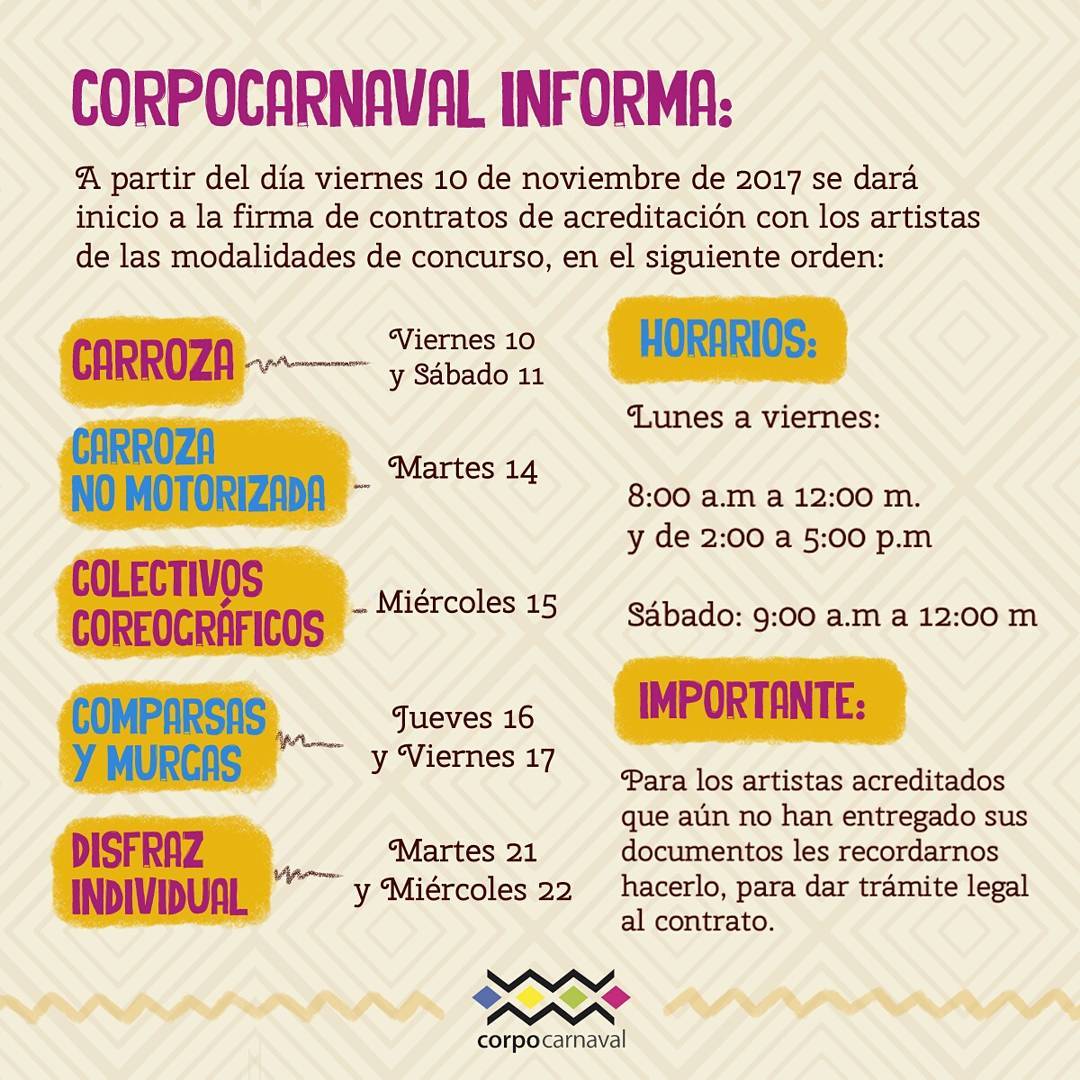 CORPOCARNAVAL INFORMA:
A partir del día viernes 10 de noviembre de 2017 se dará
inicio a la firma de contratos de acreditación con los artistas
de las modalidades de concurso, en el siguiente orden:
CARROZA
Viernes 10
y Sábado 11
CARROZA
NO MOTORIZADA
Martes 14
COLECTIVOS
COREOGRÁFICOS
Miércoles 15
COMPARSAS
Y MURGAS
Jueves 16
y Viernes 17
DISFRAZ
INDIVIDUAL
Martes 21
y Miércoles 22
HORARIOS:
Lunes a viernes:
8:00 a.m a 12:00 m.
y de 2:00 a 5:00 p.m
Sábado: 9:00 a.m a 12:00 m
IMPORTANTE:
Para los artistas acreditados
que aún no han entregado sus
documentos les recordarnos
hacerlo, para dar trámite legal
al contrato.
corpocarnaval